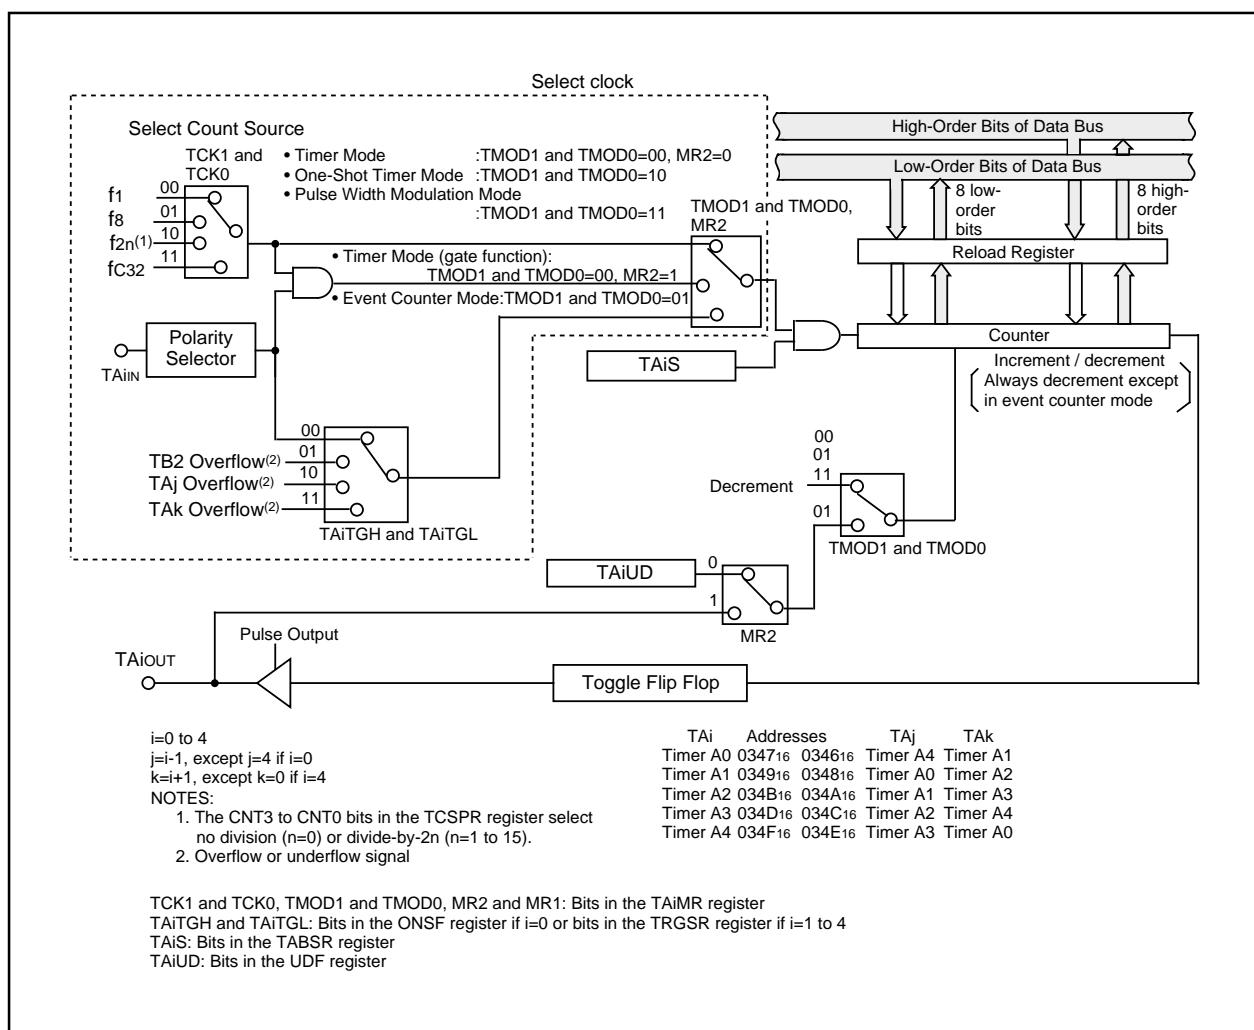 Select clock
Select Count Source
TCK1 and
TCK0
• Timer Mode :TMOD1 and TMOD0=00, MR2=0
• One-Shot Timer Mode :TMOD1 and TMOD0=10
• Pulse Width Modulation Mode
:TMOD1 and TMOD0=11
f1 00
f8 01
f2n(1) 10
fC32 11
TMOD1 and TMOD0,
MR2
• Timer Mode (gate function):
TMOD1 and TMOD0=00, MR2=1
• Event Counter Mode:TMOD1 and TMOD0=01
High-Order Bits of Data Bus
Low-Order Bits of Data Bus
8 low-
order
bits
8 high-
order
bits
Reload Register
Counter
Increment / decrement
Always decrement except
in event counter mode
Polarity
Selector
TAiIN
TAiS
00
TB2 Overflow(2) 01
TAj Overflow(2) 10
TAk Overflow(2) 11
TAiTGH and TAiTGL
00
01
Decrement 11
01
TMOD1 and TMOD0
TAiUD 0
1
MR2
Pulse Output
TAiOUT
Toggle Flip Flop
i=0 to 4
j=i-1, except j=4 if i=0
k=i+1, except k=0 if i=4
NOTES:
1. The CNT3 to CNT0 bits in the TCSPR register select
no division (n=0) or divide-by-2n (n=1 to 15).
2. Overflow or underflow signal
TAi Addresses TAj TAk
Timer A0 034716 034616 Timer A4 Timer A1
Timer A1 034916 034816 Timer A0 Timer A2
Timer A2 034B16 034A16 Timer A1 Timer A3
Timer A3 034D16 034C16 Timer A2 Timer A4
Timer A4 034F16 034E16 Timer A3 Timer A0
TCK1 and TCK0, TMOD1 and TMOD0, MR2 and MR1: Bits in the TAiMR register
TAiTGH and TAiTGL: Bits in the ONSF register if i=0 or bits in the TRGSR register if i=1 to 4
TAiS: Bits in the TABSR register
TAiUD: Bits in the UDF register